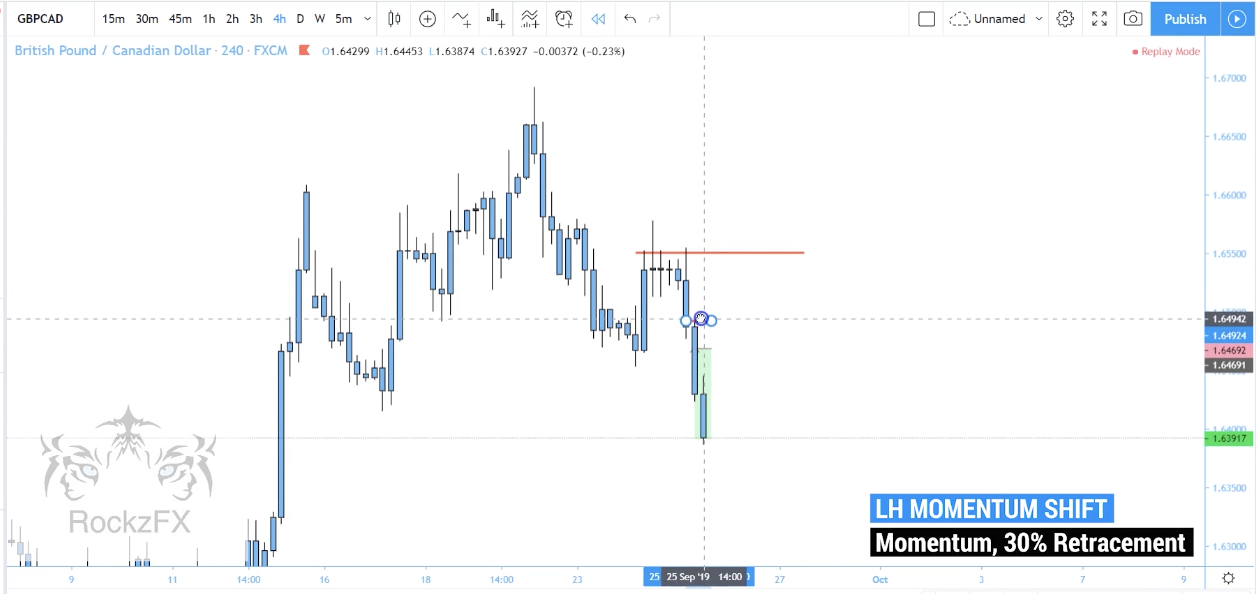 GBPCAD 15m 30m 45m 1h 2h 3h 4h D W 5m Unnamed Publish
British Pound / Canadian Dollar · 240 · FXCM O1.64299 H1.64453 L1.63874 C1.63927 −0.00372 (−0.23%)
Replay Mode
1.67000
1.66500
1.66000
1.65500
1.64942
1.64924
1.64692
1.64691
1.64000
1.63917
1.63500
1.63000
RockzFX
LH MOMENTUM SHIFT
Momentum, 30% Retracement
9 11 14:00 16 18 14:00 23 25 25 Sep '19 14:00 27 Oct 3 7 9